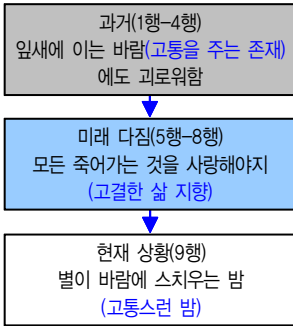 과거(1행-4행)
잎새에 이는 바람(고통을 주는 존재)
에도 괴로워함
미래 다짐(5행-8행)
모든 죽어가는 것을 사랑해야지
(고결한 삶 지향)
현재 상황(9행)
별이 바람에 스치우는 밤
(고통스런 밤)